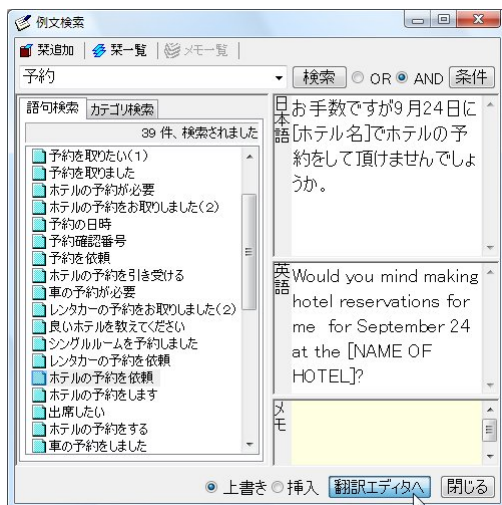 例文検索
栞追加 栞一覧 メモ一覧
予約 検索 OR AND 条件
語句検索 カテゴリ検索
39 件、検索されました
予約を取りたい(1)
予約を取りました
ホテルの予約が必要
ホテルの予約をお取りしました(2)
予約の日時
予約確認番号
予約を依頼
ホテルの予約を引き受ける
車の予約が必要
レンタカーの予約をお取りしました(2)
良いホテルを教えてください
シングルルームを予約しました
レンタカーの予約を依頼
ホテルの予約を依頼
ホテルの予約をします
出席したい
ホテルの予約をする
車の予約をしました
日本語
お手数ですが9月24日に
[ホテル名]でホテルの予
約をして頂けませんでしょ
うか。
英語
Would you mind making
hotel reservations for
me for September 24
at the [NAME OF
HOTEL]?
メモ
上書き 挿入 翻訳エディタへ 閉じる